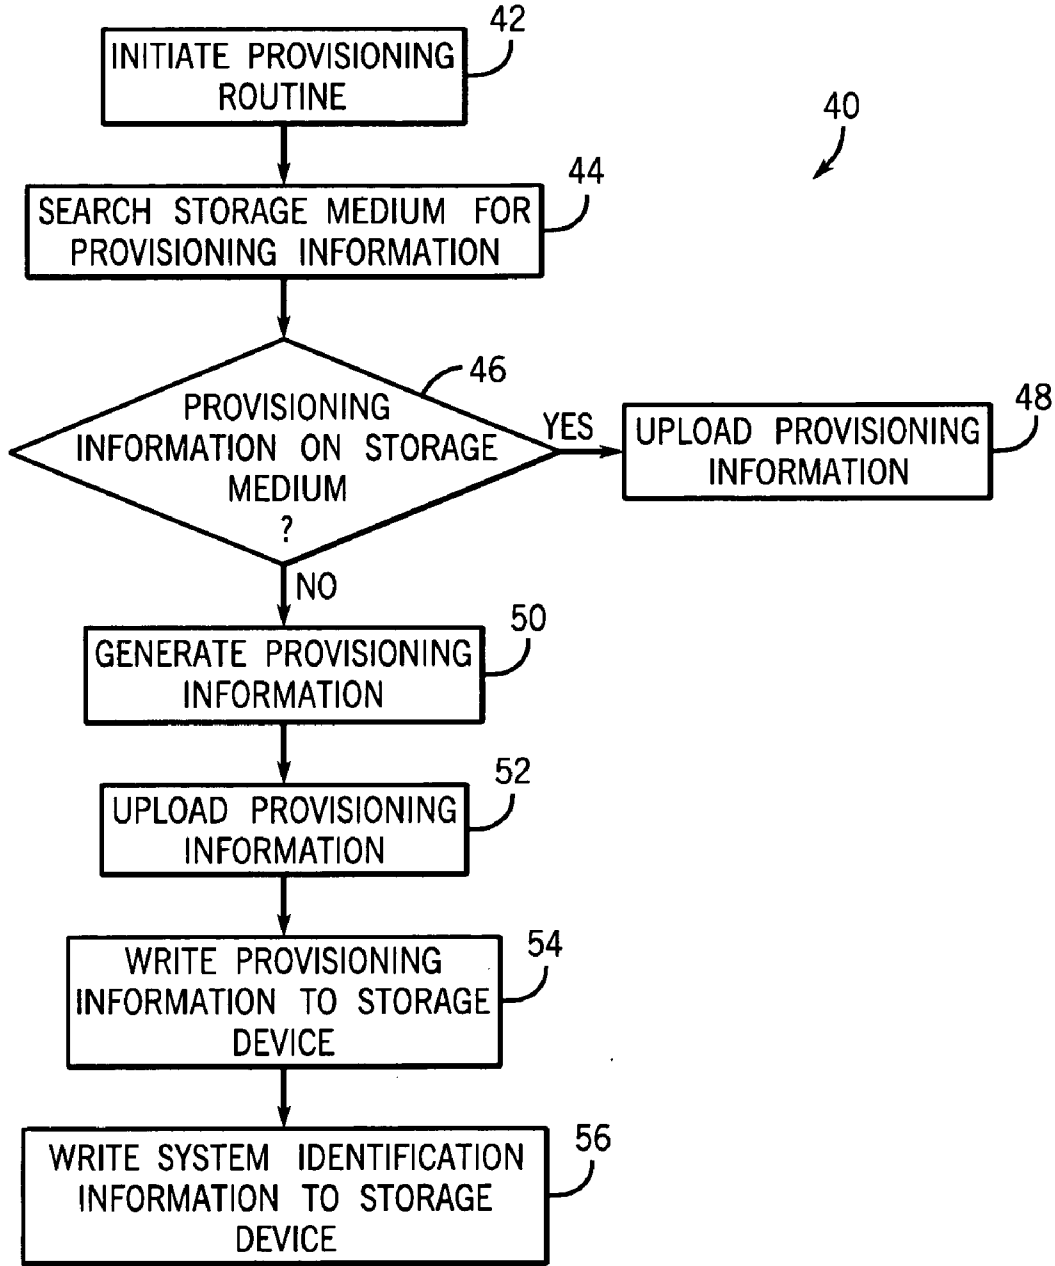 42
INITIATE PROVISIONING
ROUTINE
40
44
SEARCH STORAGE MEDIUM FOR
PROVISIONING INFORMATION
46
PROVISIONING
INFORMATION ON STORAGE
MEDIUM
?
YES
48
UPLOAD PROVISIONING
INFORMATION
NO
50
GENERATE PROVISIONING
INFORMATION
52
UPLOAD PROVISIONING
INFORMATION
54
WRITE PROVISIONING
INFORMATION TO STORAGE
DEVICE
56
WRITE SYSTEM IDENTIFICATION
INFORMATION TO STORAGE
DEVICE